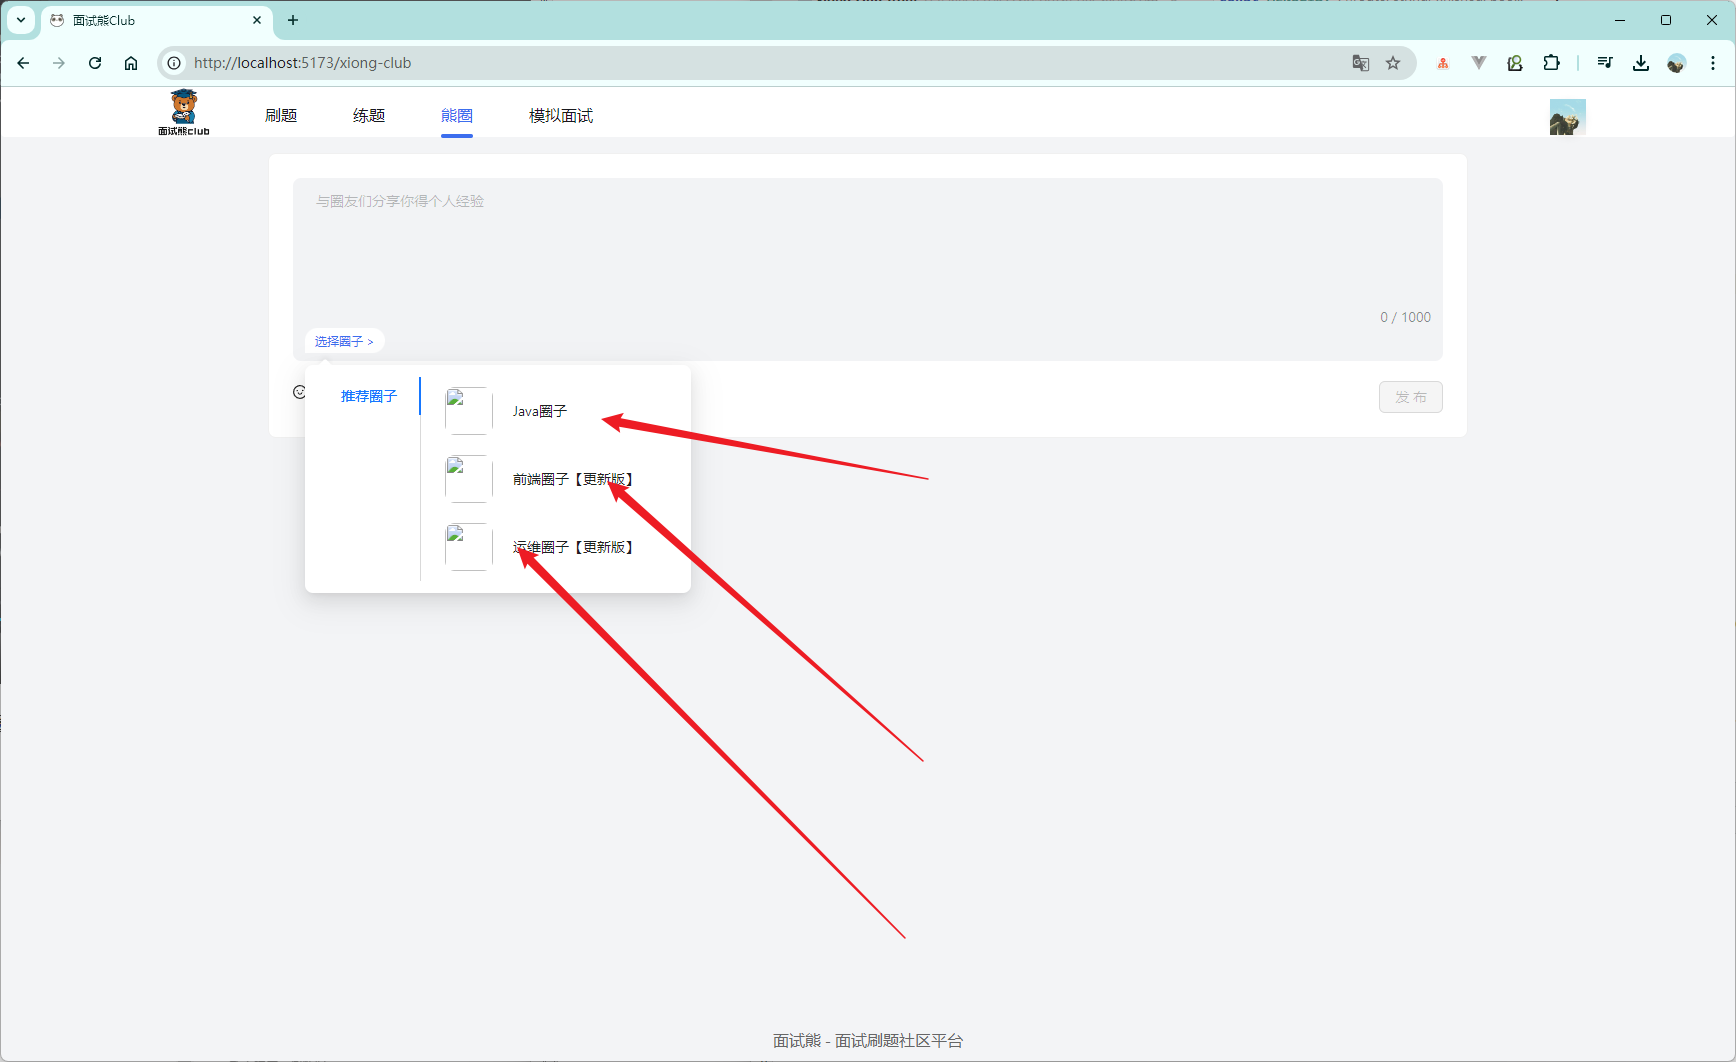 面试熊Club
http://localhost:5173/xiong-club
面试熊club
刷题
练题
熊圈
模拟面试
与圈友们分享你得个人经验
0 / 1000
选择圈子 >
推荐圈子
Java圈子
发 布
前端圈子【更新版】
运维圈子【更新版】
面试熊 - 面试刷题社区平台